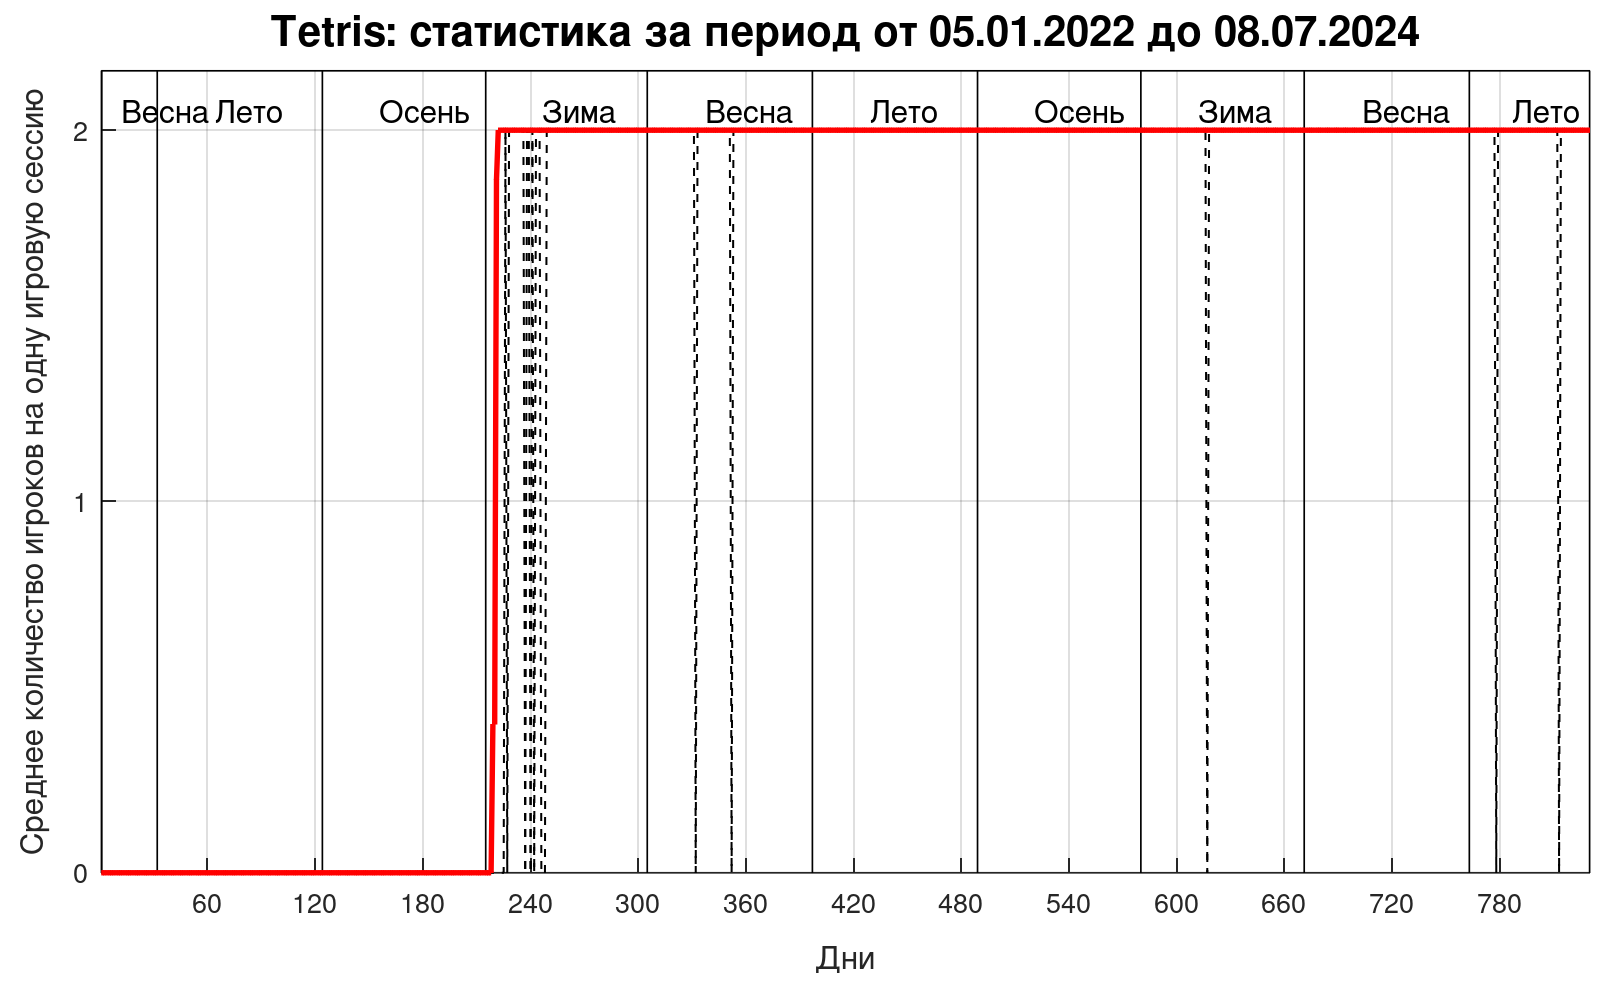 Tetris: статистика за период от 05.01.2022 до 08.07.2024
Среднее количество игроков на одну игровую сессию
Весна Лето Осень Зима Весна Лето Осень Зима Весна Лето
2
1
0
60 120 180 240 300 360 420 480 540 600 660 720 780
Дни